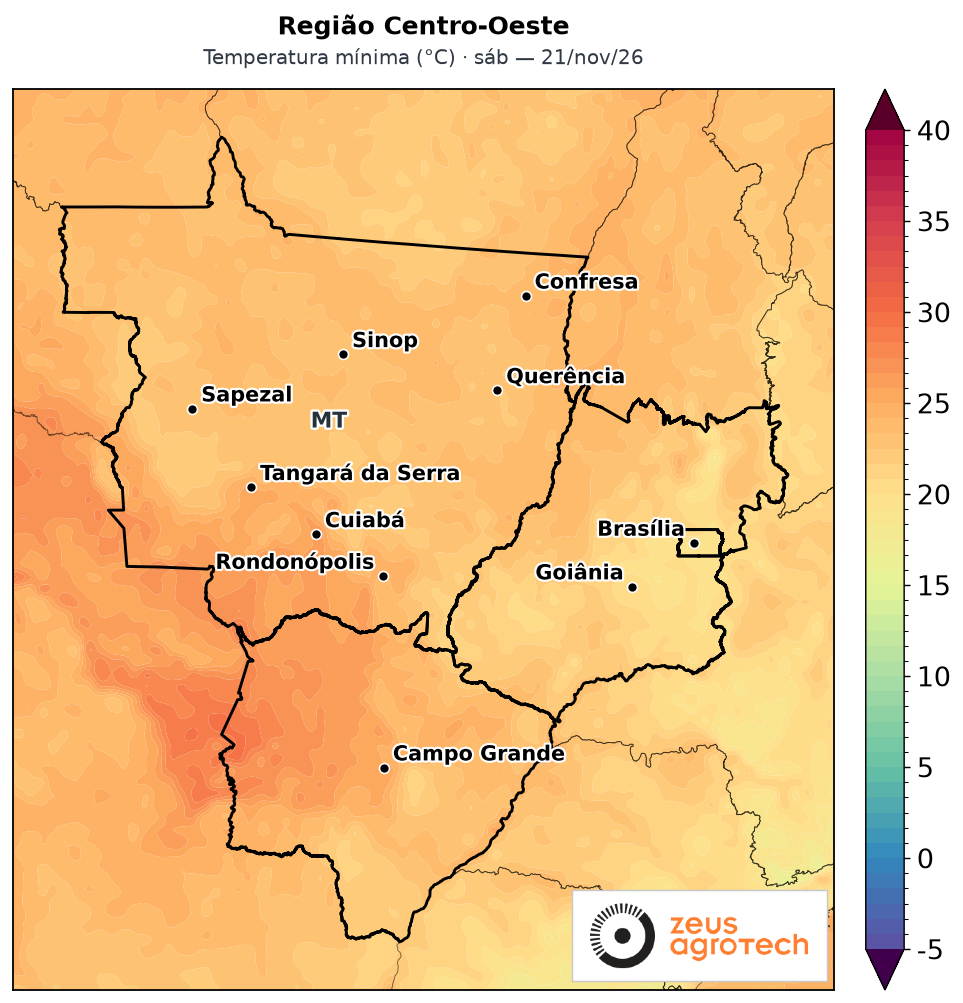 Região Centro-Oeste
Temperatura mínima (°C) · sáb — 21/nov/26
40
35
30
25
20
15
10
5
0
-5
Confresa
Sinop
Querência
Sapezal
MT
Tangará da Serra
Cuiabá
Brasília
Rondonópolis
Goiânia
Campo Grande
zeus
agrotech